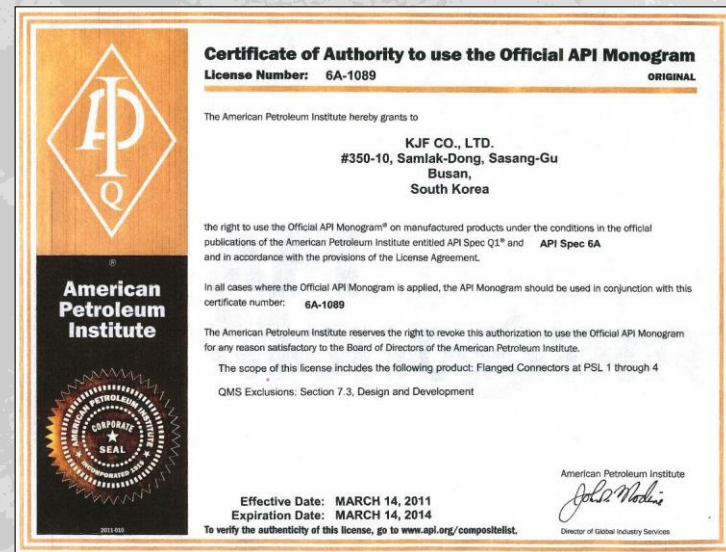 API
Q
®
American
Petroleum
Institute
AMERICAN PETROLEUM INSTITUTE
CORPORATE
SEAL
INCORPORATED 1919
2011-010
Certificate of Authority to use the Official API Monogram
License Number: 6A-1089
ORIGINAL
The American Petroleum Institute hereby grants to
KJF CO., LTD.
#350-10, Samlak-Dong, Sasang-Gu
Busan,
South Korea
the right to use the Official API Monogram® on manufactured products under the conditions in the official
publications of the American Petroleum Institute entitled API Spec Q1® and API Spec 6A
and in accordance with the provisions of the License Agreement.
In all cases where the Official API Monogram is applied, the API Monogram should be used in conjunction with this
certificate number: 6A-1089
The American Petroleum Institute reserves the right to revoke this authorization to use the Official API Monogram
for any reason satisfactory to the Board of Directors of the American Petroleum Institute.
The scope of this license includes the following product: Flanged Connectors at PSL 1 through 4
QMS Exclusions: Section 7.3, Design and Development
Effective Date: MARCH 14, 2011
Expiration Date: MARCH 14, 2014
To verify the authenticity of this license, go to www.api.org/compositelist.
American Petroleum Institute
Director of Global Industry Services